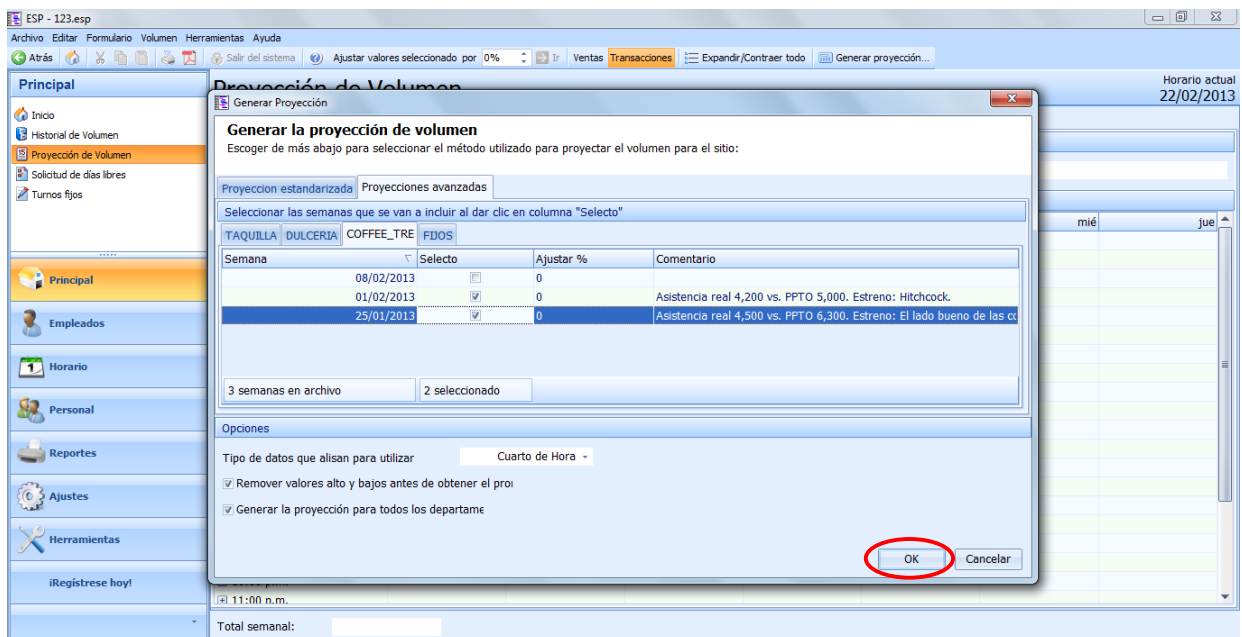 ESP - 123.esp
Archivo Editar Formulario Volumen Herramientas Ayuda
Atrás Salir del sistema Ajustar valores seleccionado por 0% Ir Ventas Transacciones Expandir/Contraer todo Generar proyección...
Principal
Proyección de Volumen
Horario actual
22/02/2013
Inicio
Historial de Volumen
Proyección de Volumen
Solicitud de días libres
Turnos fijos
Principal
Empleados
Horario
Personal
Reportes
Ajustes
Herramientas
¡Regístrese hoy!
Generar Proyección
Generar la proyección de volumen
Escoger de más abajo para seleccionar el método utilizado para proyectar el volumen para el sitio:
Proyeccion estandarizada Proyecciones avanzadas
Seleccionar las semanas que se van a incluir al dar clic en columna "Selecto"
TAQUILLA DULCERIA COFFEE_TRE FIJOS
Semana Selecto Ajustar % Comentario
08/02/2013 0
01/02/2013 0 Asistencia real 4,200 vs. PPTO 5,000. Estreno: Hitchcock.
25/01/2013 0 Asistencia real 4,500 vs. PPTO 6,300. Estreno: El lado bueno de las co
3 semanas en archivo 2 seleccionado
Opciones
Tipo de datos que alisan para utilizar Cuarto de Hora
Remover valores alto y bajos antes de obtener el pro
Generar la proyección para todos los departame
OK Cancelar
mié jue
11:00 p.m.
Total semanal: